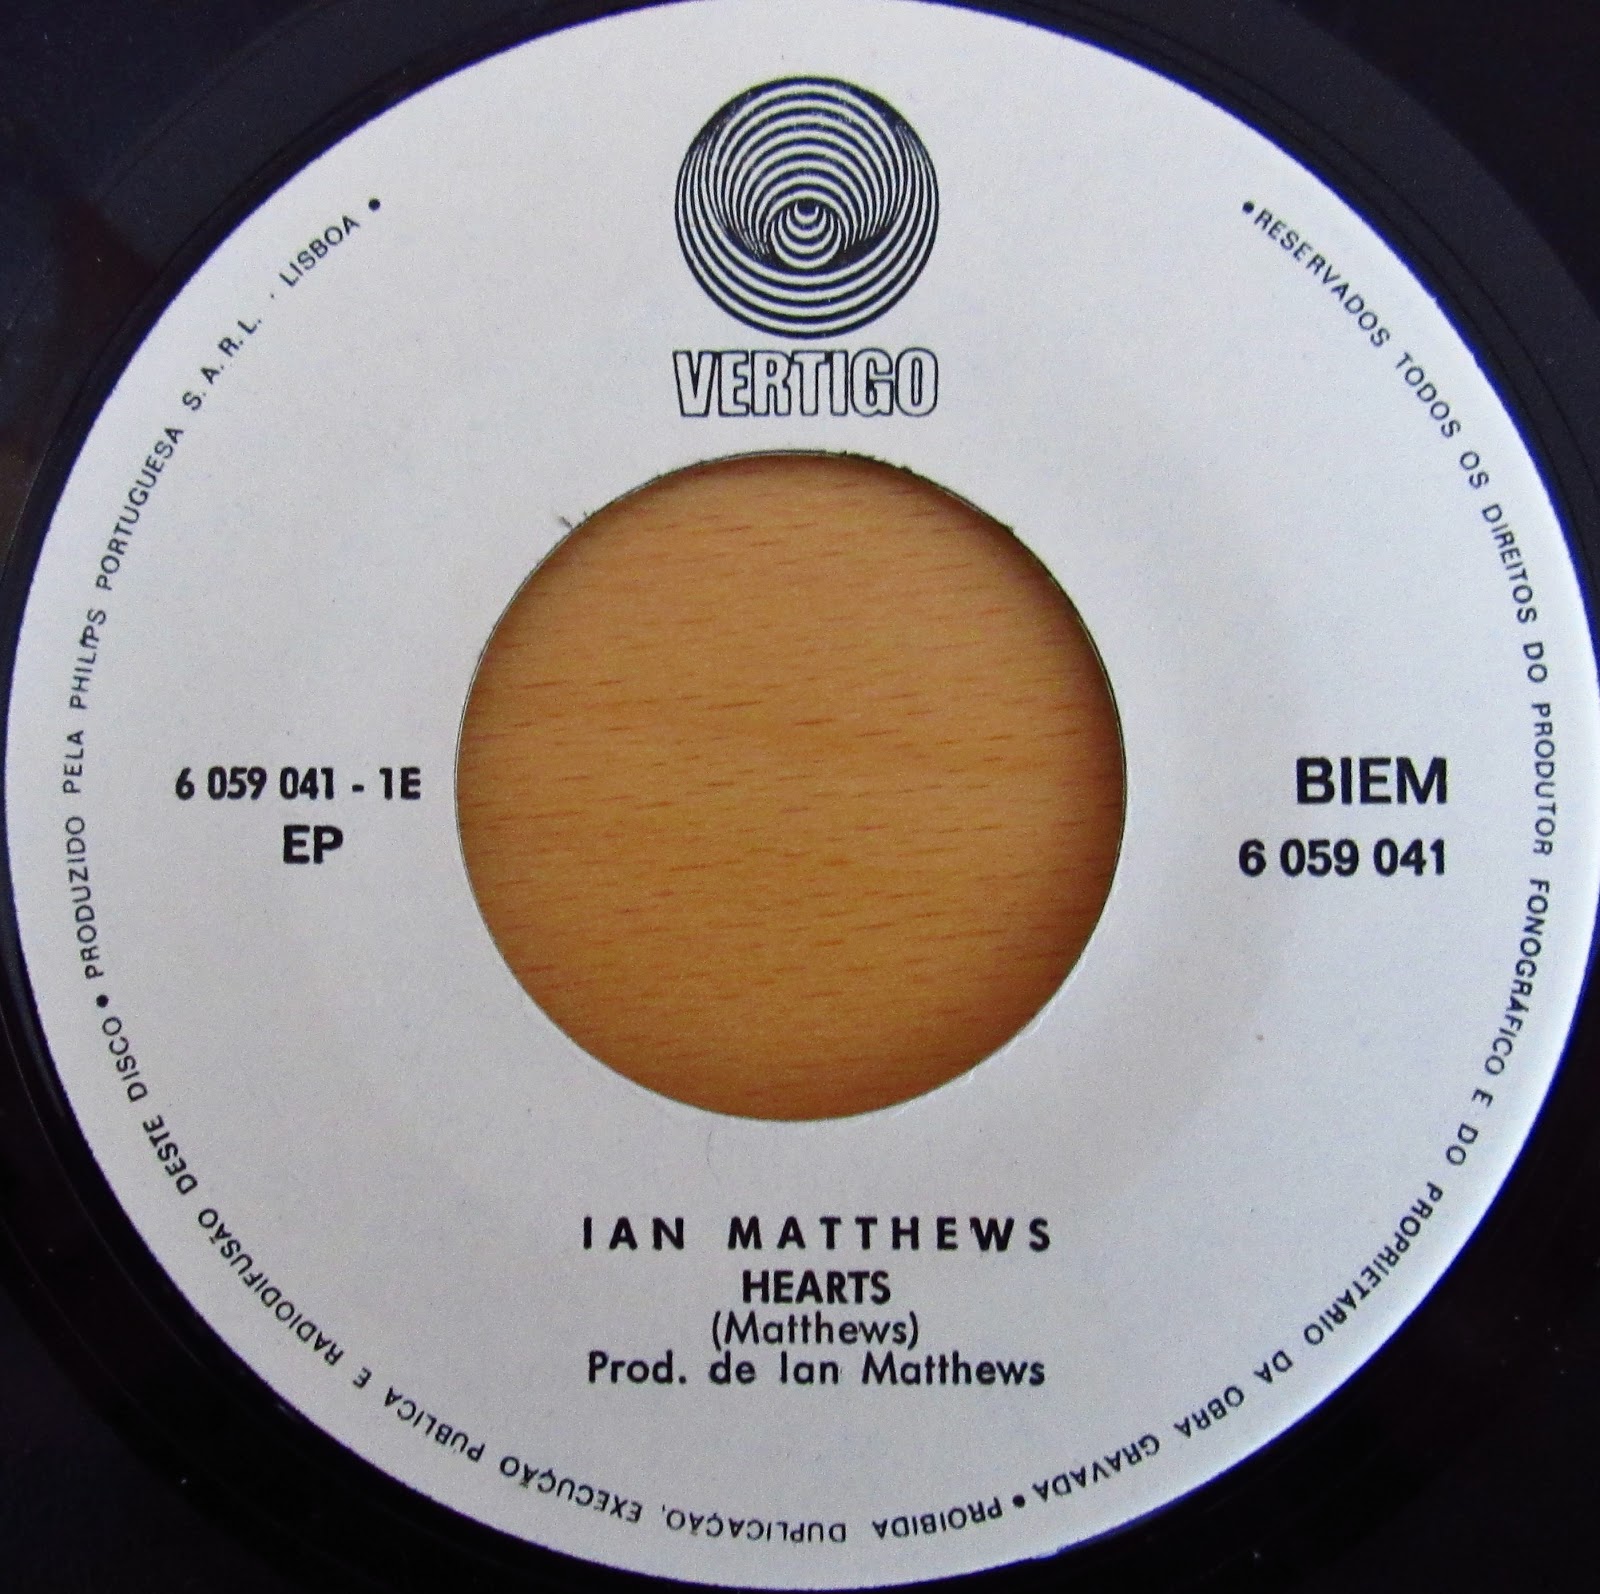 VERTIGO
6 059 041 - 1E
EP
BIEM
6 059 041
IAN MATTHEWS
HEARTS
(Matthews)
Prod. de Ian Matthews
• RESERVADOS TODOS OS DIREITOS DO PRODUTOR FONOGRÁFICO E DO PROPRIETARIO DA OBRA GRAVADA • PROIBIDA DUPLICAÇÃO, EXECUÇÃO PÚBLICA E RADIODIFUSÃO DESTE DISCO • PRODUZIDO PELA PHILIPS PORTUGUESA S. A. R. L. · LISBOA •